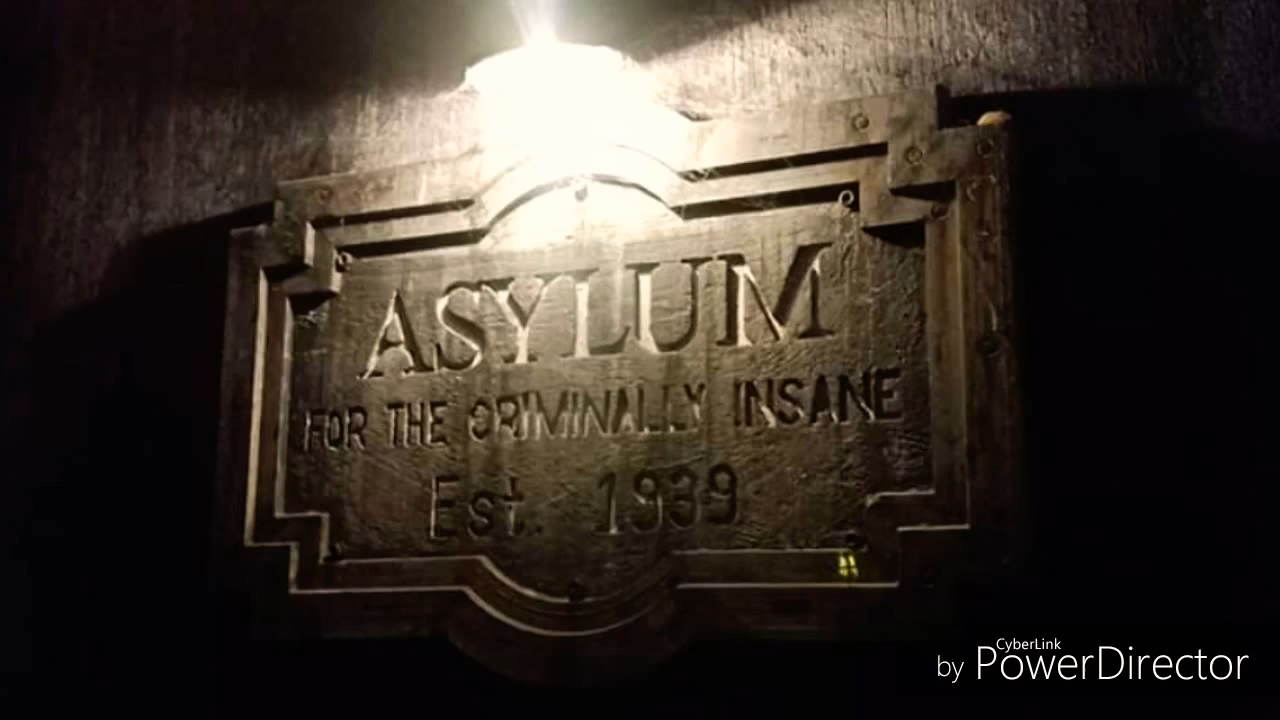 ASYLUM
FOR THE CRIMINALLY INSANE
Est. 1939
CyberLink
by PowerDirector